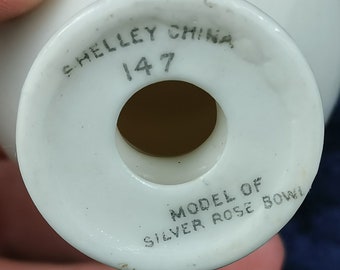 SHELLEY CHINA
147
MODEL OF
SILVER ROSE BOWL